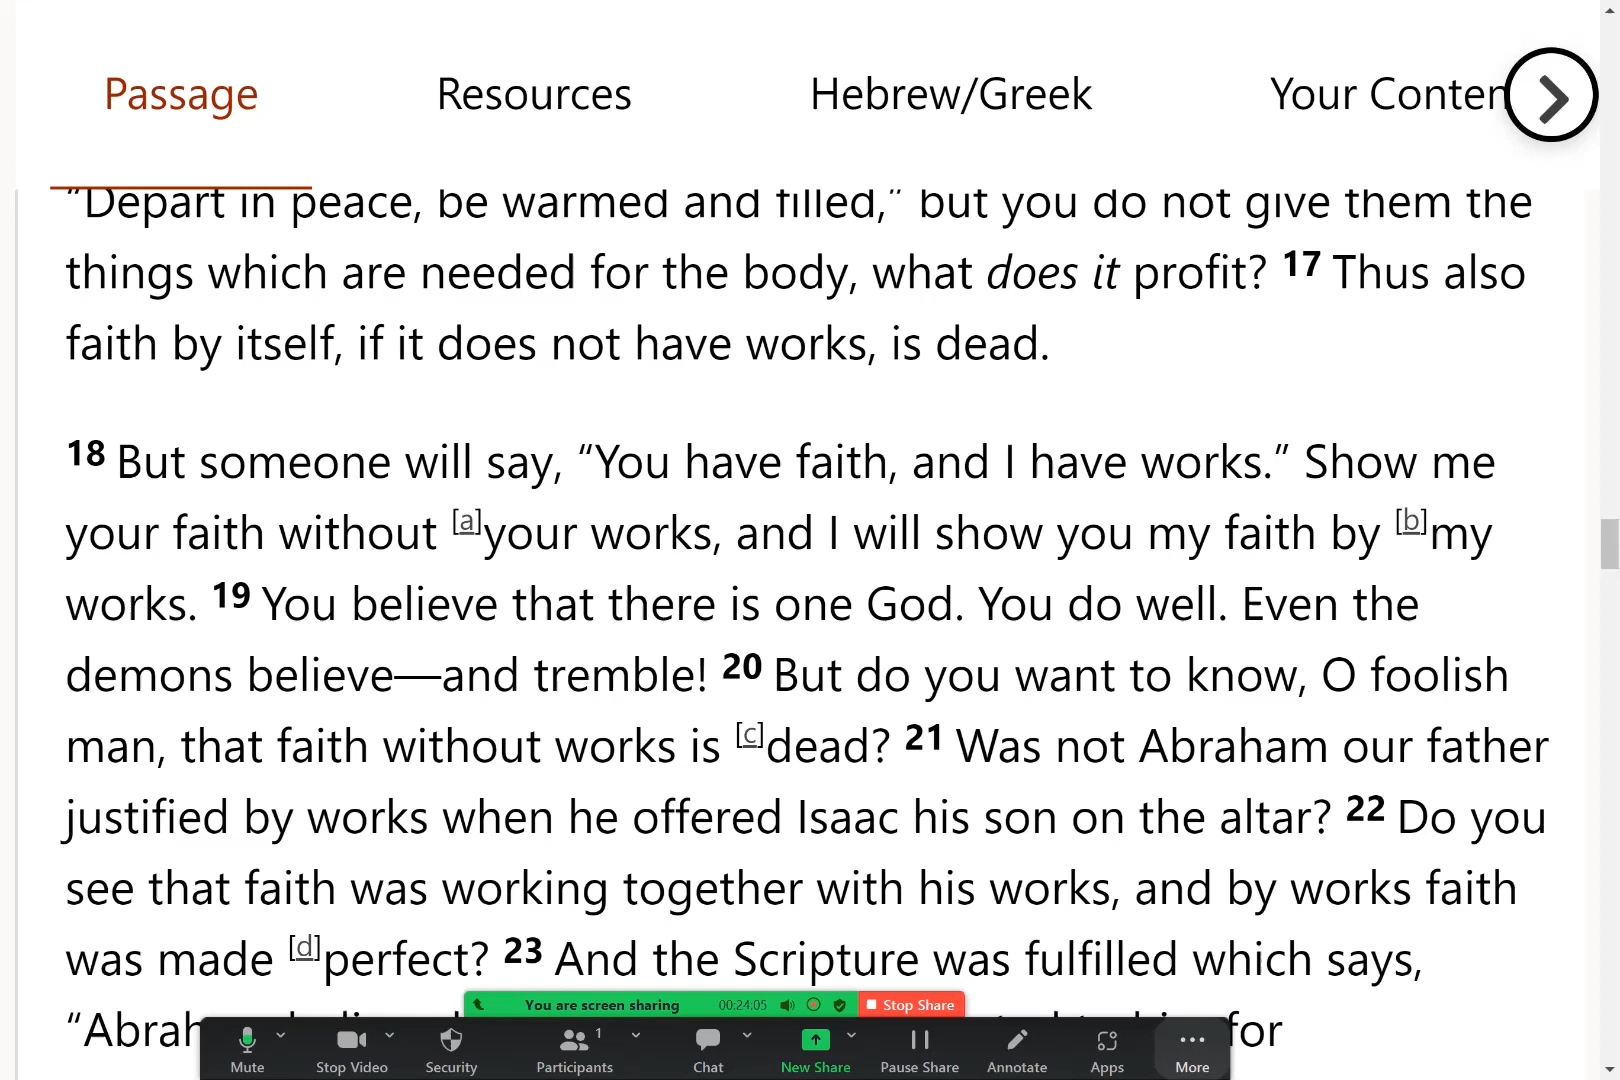 Passage Resources Hebrew/Greek Your Conten
“Depart in peace, be warmed and filled,” but you do not give them the
things which are needed for the body, what does it profit? 17 Thus also
faith by itself, if it does not have works, is dead.
18 But someone will say, “You have faith, and I have works.” Show me
your faith without [a]your works, and I will show you my faith by [b]my
works. 19 You believe that there is one God. You do well. Even the
demons believe—and tremble! 20 But do you want to know, O foolish
man, that faith without works is [c]dead? 21 Was not Abraham our father
justified by works when he offered Isaac his son on the altar? 22 Do you
see that faith was working together with his works, and by works faith
was made [d]perfect? 23 And the Scripture was fulfilled which says,
You are screen sharing 00:24:05 Stop Share
“Abrah for
1
Mute Stop Video Security Participants Chat New Share Pause Share Annotate Apps More